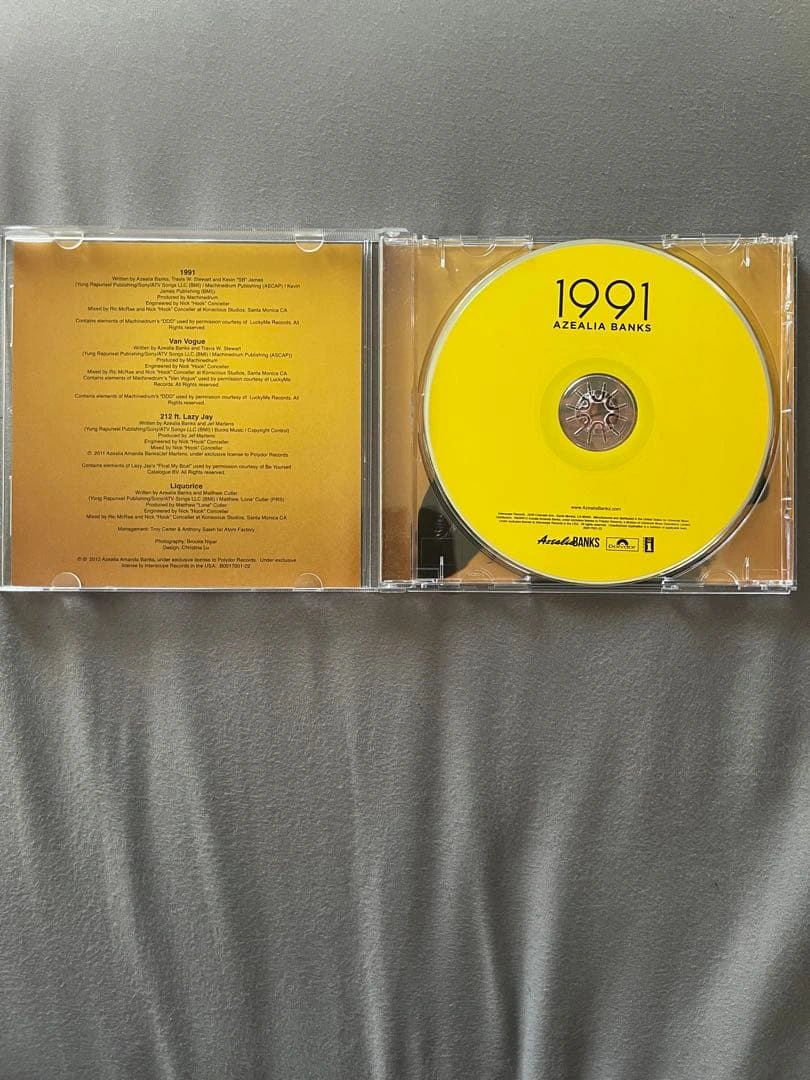 1991
Written by Azealia Banks, Travis W. Stewart and Kevin "SB" James
(Yung Rapunxel Publishing/Sony/ATV Songs LLC (BMI) / Machinedrum Publishing (ASCAP) / Kevin
James Publishing (BMI))
Produced by Machinedrum
Engineered by Nick "Hook" Conceller
Mixed by Ric McRae and Nick "Hook" Conceller at Konscious Studios, Santa Monica CA
Contains elements of Machinedrum's "DDD" used by permission courtesy of LuckyMe Records. All
Rights reserved.
Van Vogue
Written by Azealia Banks and Travis W. Stewart
(Yung Rapunxel Publishing/Sony/ATV Songs LLC (BMI) / Machinedrum Publishing (ASCAP))
Produced by Machinedrum
Engineered by Nick "Hook" Conceller
Mixed by Ric McRae and Nick "Hook" Conceller at Konscious Studios, Santa Monica CA
Contains elements of Machinedrum's "Van Vogue" used by permission courtesy of LuckyMe
Records. All Rights reserved.
Contains elements of Machinedrum's "DDD" used by permission courtesy of LuckyMe Records. All
Rights reserved.
212 ft. Lazy Jay
Written by Azealia Banks and Jef Martens
(Yung Rapunxel Publishing/Sony/ATV Songs LLC (BMI) / Bunks Music / Copyright Control)
Produced by Jef Martens
Engineered by Nick "Hook" Conceller
Mixed by Nick "Hook" Conceller
℗ 2011 Azealia Amanda Banks/Jef Martens, under exclusive license to Polydor Records
Contains elements of Lazy Jay's "Float My Boat" used by permission courtesy of Be Yourself
Catalogue BV. All Rights reserved.
Liquorice
Written by Azealia Banks and Matthew Cutler
(Yung Rapunxel Publishing/Sony/ATV Songs LLC (BMI) / Matthew 'Lone' Cutler (PRS)
Produced by Matthew "Lone" Cutler
Engineered by Nick "Hook" Conceller
Mixed by Ric McRae and Nick "Hook" Conceller at Konscious Studios, Santa Monica CA
Management: Troy Carter & Anthony Saleh for Atom Factory
Photography: Brooke Nipar
Design: Christina Lu
℗ © 2012 Azealia Amanda Banks, under exclusive license to Polydor Records. Under exclusive
license to Interscope Records in the USA. B0017001-02
1991
AZEALIA BANKS
www.AzealiaBanks.com
Azealia BANKS
Polydor
i